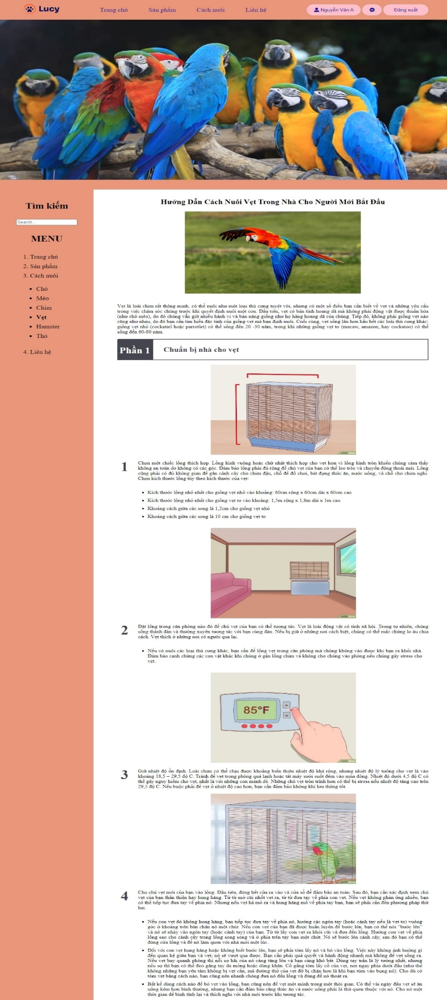 Lucy
Trang chủ
Sản phẩm
Cách nuôi
Liên hệ
Nguyễn Văn A
Đăng xuất
Tìm kiếm
Search...
MENU
1. Trang chủ
2. Sản phẩm
3. Cách nuôi
Chó
Mèo
Chim
Vẹt
Hamster
Thỏ
4. Liên hệ
Hướng Dẫn Cách Nuôi Vẹt Trong Nhà Cho Người Mới Bắt Đầu
Vẹt là loài chim rất thông minh, có thể nuôi như một loại thú cưng tuyệt vời, nhưng có một số điều bạn cần biết về vẹt và những yêu cầu
trong việc chăm sóc chúng trước khi quyết định nuôi một con. Đầu tiên, vẹt có bản tính hoang dã mà không phải động vật được thuần hóa
(như chó mèo), do đó chúng vẫn giữ nhiều hành vi và bản năng giống như họ hàng hoang dã của chúng. Tiếp đó, không phải giống vẹt nào
cũng như nhau, do đó bạn cần tìm hiểu đặc tính của giống vẹt mà bạn định nuôi. Cuối cùng, vẹt sống lâu hơn hầu hết các loài thú cưng khác;
giống vẹt nhỏ (cockatiel hoặc parrotlet) có thể sống đến 20 -30 năm, trong khi những giống vẹt to (macaw, amazon, hay cockatoo) có thể
sống đến 60-80 năm.
Phần 1
Chuẩn bị nhà cho vẹt
wikiHow
1
Chọn một chiếc lồng thích hợp. Lồng hình vuông hoặc chữ nhật thích hợp cho vẹt hơn vì lồng hình tròn khiến chúng cảm thấy
không an toàn do không có các góc. Đảm bảo lồng phải đủ rộng để chú vẹt của bạn có thể leo trèo và chuyển động thoải mái. Lồng
cũng phải có đủ không gian để gắn cành cây cho chim đậu, chỗ để đồ chơi, bát đựng thức ăn, nước uống, và chỗ cho chim nghỉ.
Chọn kích thước lồng tùy theo kích thước của vẹt:
Kích thước lồng nhỏ nhất cho giống vẹt nhỏ vào khoảng: 60cm rộng x 60cm dài x 60cm cao
Kích thước lồng nhỏ nhất cho giống vẹt to vào khoảng: 1,5m rộng x 1,8m dài x 1m cao
Khoảng cách giữa các song là 1,2cm cho giống vẹt nhỏ
Khoảng cách giữa các song là 10 cm cho giống vẹt to
wikiHow
2
Đặt lồng trong căn phòng nào đó để chú vẹt của bạn có thể tương tác. Vẹt là loài động vật có tính xã hội. Trong tự nhiên, chúng
sống thành đàn và thường xuyên tương tác với bạn cùng đàn. Nếu bị giữ ở những nơi cách biệt, chúng có thể mắc chứng lo âu chia
cách. Vẹt thích ở những nơi có người qua lại.
Nếu có nuôi các loại thú cưng khác, bạn cần để lồng vẹt trong căn phòng mà chúng không vào được khi bạn ra khỏi nhà.
Đảm bảo canh chừng các con vật khác khi chúng ở gần lồng chim và không cho chúng vào phòng nếu chúng gây stress cho
vẹt.
85°F
wikiHow
3
Giữ nhiệt độ ổn định. Loài chim có thể chịu được khoảng biến thiên nhiệt độ khá rộng, nhưng nhiệt độ lý tưởng cho vẹt là vào
khoảng 18,5 – 29,5 độ C. Tránh để vẹt trong phòng quá lạnh hoặc tắt máy sưởi suốt đêm vào mùa đông. Nhiệt độ dưới 4,5 độ C có
thể gây nguy hiểm cho vẹt, nhất là với những con mảnh dẻ. Những chú vẹt tròn trĩnh hơn có thể bị stress nếu nhiệt độ tăng cao trên
29,5 độ C. Nếu buộc phải để vẹt ở nhiệt độ cao hơn, bạn cần đảm bảo không khí lưu thông tốt.
wikiHow
4
Cho chú vẹt mới của bạn vào lồng. Đầu tiên, đóng hết cửa ra vào và cửa sổ để đảm bảo an toàn. Sau đó, bạn cần xác định xem chú
vẹt của bạn thân thiện hay hung hăng. Từ từ mở cũi nhốt vẹt ra, từ từ đưa tay về phía con vẹt. Nếu vẹt không phản ứng nhiều, bạn
có thể tiếp tục đưa tay về phía nó. Nhưng nếu vẹt há mỏ ra và hung hăng mổ về phía tay bạn, bạn sẽ phải cần đến phương pháp thứ
hai.
Nếu con vẹt đó không hung hăng, bạn tiếp tục đưa tay về phía nó, hướng các ngón tay (hoặc cánh tay nếu là vẹt to) vuông
góc ở khoảng trên bàn chân nó một chút. Nếu con vẹt của bạn đã được huấn luyện để bước lên, bạn có thể nói “bước lên”
và nó sẽ nhảy vào ngón tay (hoặc cánh tay) của bạn. Từ từ lấy con vẹt ra khỏi cũi và đưa đến lồng. Hướng con vẹt về phía
lồng sao cho cành cây trong lồng song song và ở phía trên tay bạn một chút. Nó sẽ bước lên cành cây, sau đó bạn có thể
đóng cửa lồng và để nó làm quen với nhà mới một lúc.
Đối với con vẹt hung hăng hoặc không biết bước lên, bạn sẽ phải tóm lấy nó và bỏ vào lồng. Việc này không ảnh hưởng gì
đến quan hệ giữa bạn và vẹt; nó sẽ vượt qua được. Bạn cần phải quả quyết và hành động nhanh mà không để vẹt sổng ra.
Nếu vẹt bay quanh phòng thì nỗi sợ hãi của nó càng tăng lên và bạn càng khó bắt. Dùng tay trần là lý tưởng nhất, nhưng
nếu sợ thì bạn có thể đeo găng tay da mỏng hoặc dùng khăn. Cố gắng tóm lấy cổ của vẹt, nơi ngay phía dưới đầu (như thế
không những bạn yên tâm không bị vẹt cắn, mà đường thở của vẹt đỡ bị chặn hơn là khi bạn túm vào bụng nó). Cho dù có
tóm vẹt bằng cách nào, bạn cũng nên nhanh chóng đưa nó đến lồng và đừng để nó thoát ra.
Bất kể dùng cách nào để bỏ vẹt vào lồng, bạn cũng nên để vẹt một mình trong một thời gian. Có thể vài ngày đầu vẹt sẽ ăn
uống kém hơn bình thường, nhưng bạn cần đảm bảo rằng thức ăn và nước uống phải là thứ quen thuộc với nó. Cho nó một
thời gian để bình tĩnh lại và thích nghi với nhà mới trước khi tương tác.